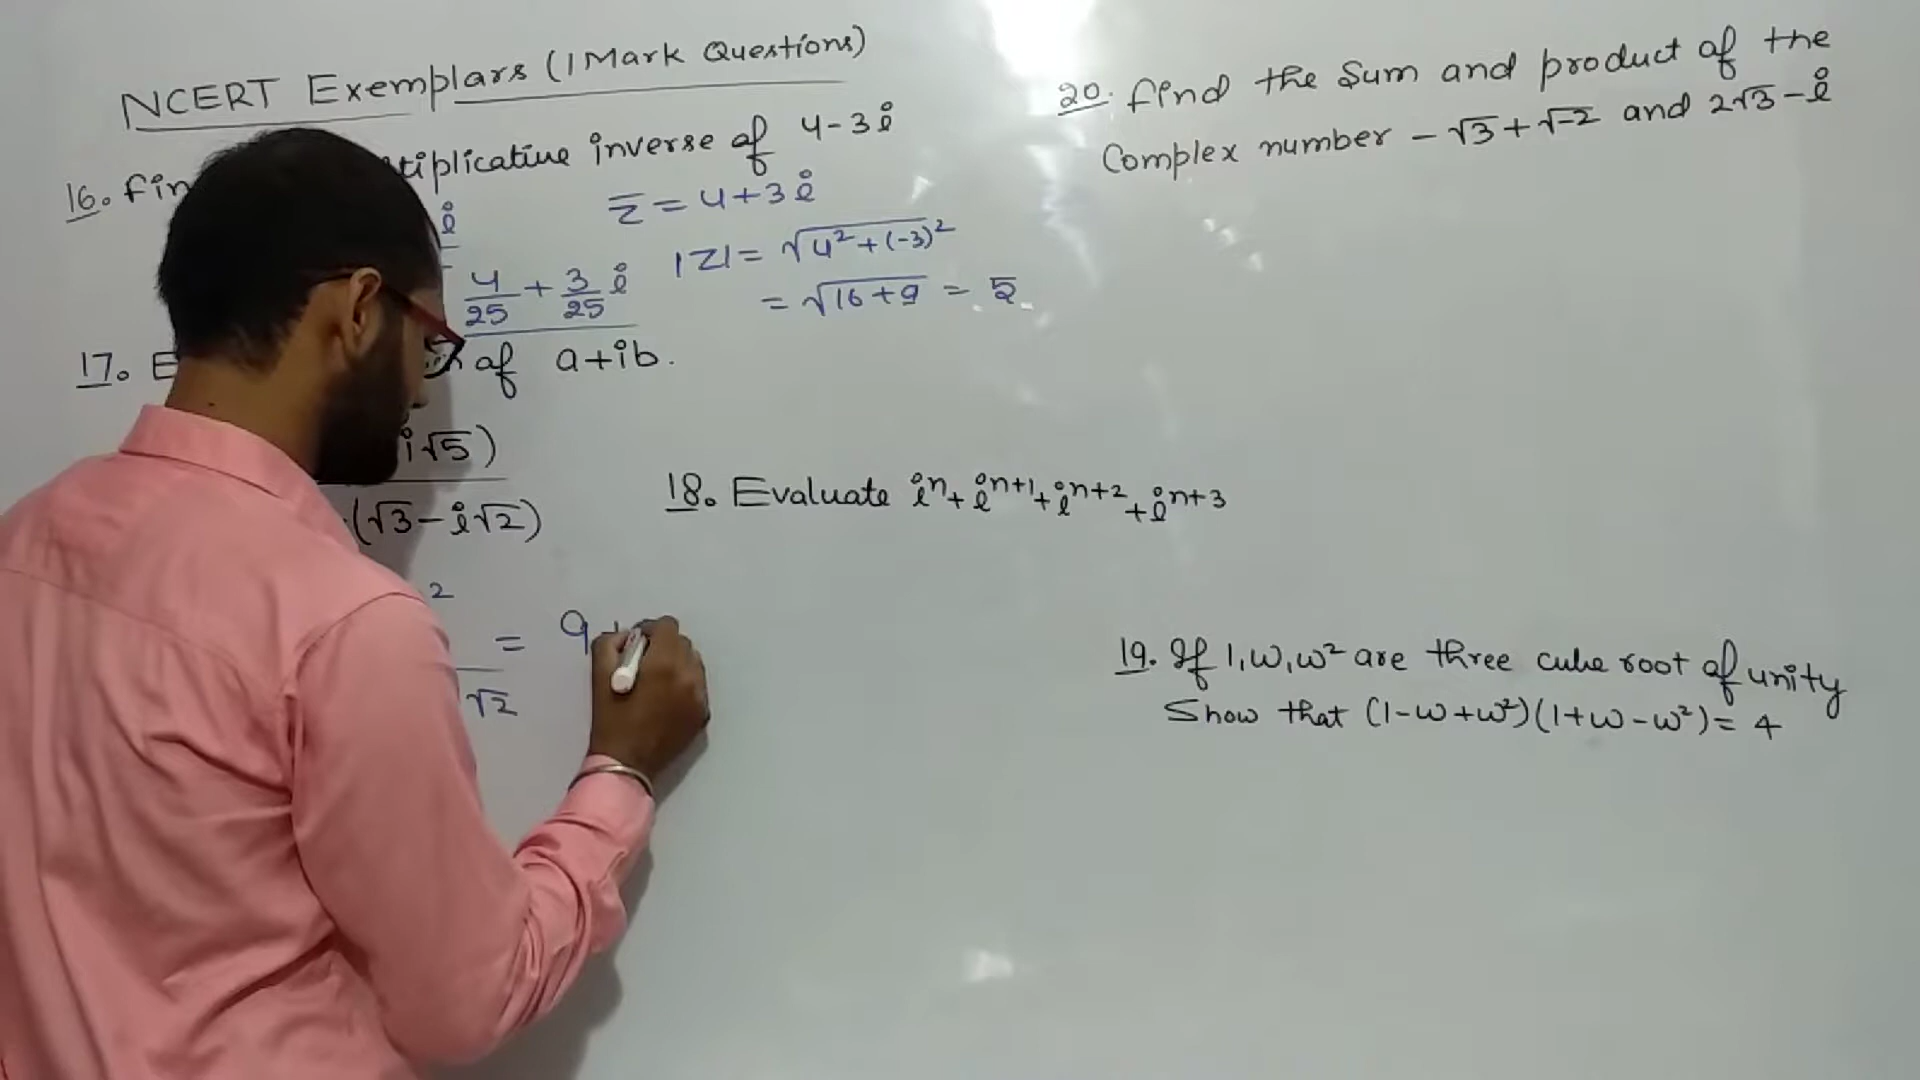 NCERT Exemplars (1 Mark Questions)
16. Fin tiplicative inverse of 4-3i
i
z̅ = 4+3i
4/25 + 3/25 i
|z| = √(4²+(-3)²
= √16+9 = 5
17. E of a+ib.
i√5)
(√3-i√2)
2
= 9+
√2
18. Evaluate iⁿ+iⁿ⁺¹+iⁿ⁺²+iⁿ⁺³
20. Find the Sum and product of the
Complex number -√3+√-2 and 2√3-i
19. If 1,ω,ω² are three cube root of unity
Show that (1-ω+ω²)(1+ω-ω²)= 4